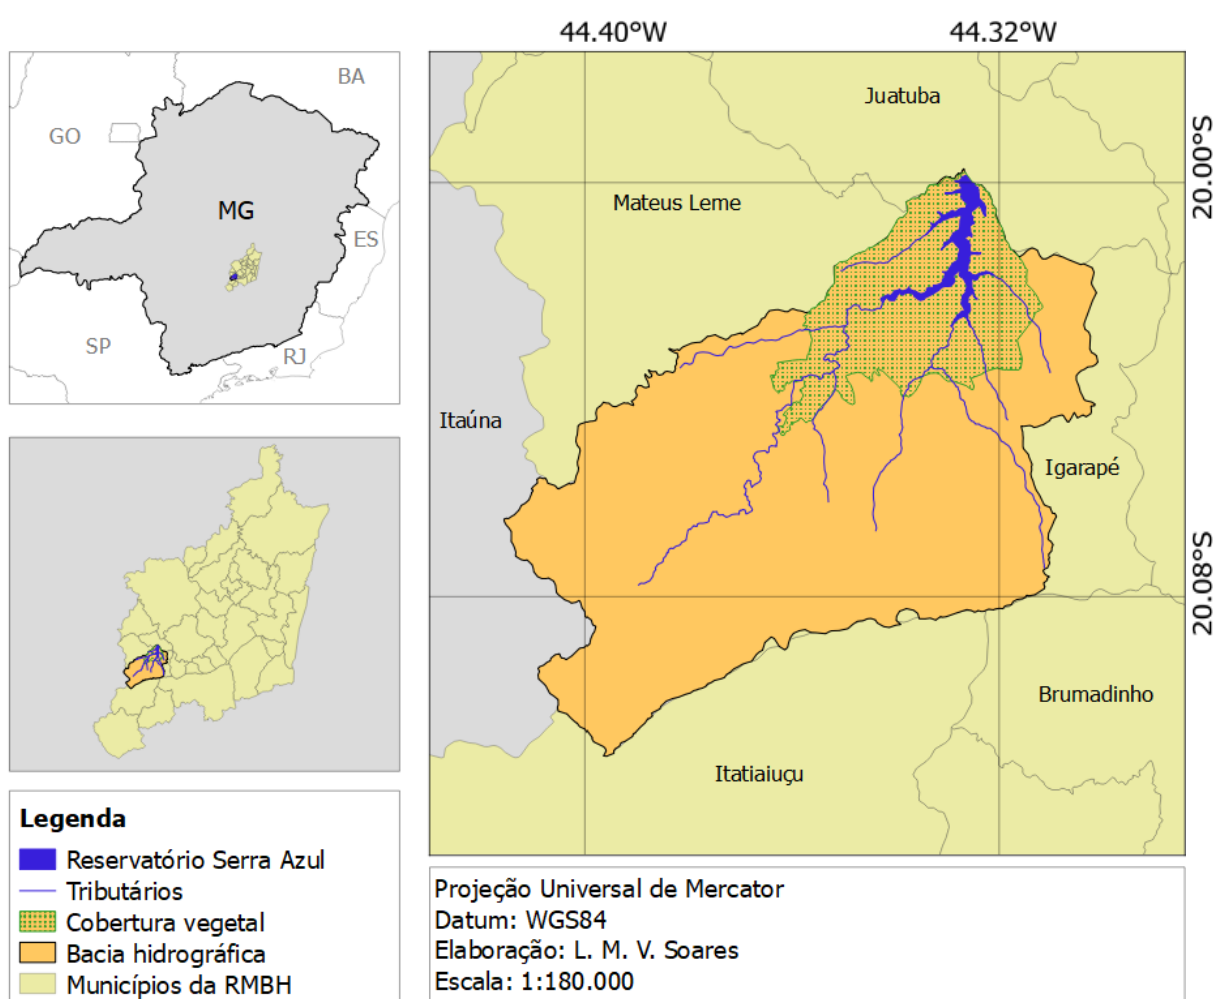 44.40°W
44.32°W
BA
GO
MG
ES
SP
RJ
Juatuba
20.00°S
Mateus Leme
Itaúna
Igarapé
20.08°S
Brumadinho
Itatiaiuçu
Legenda
Reservatório Serra Azul
Tributários
Cobertura vegetal
Bacia hidrográfica
Municípios da RMBH
Projeção Universal de Mercator
Datum: WGS84
Elaboração: L. M. V. Soares
Escala: 1:180.000